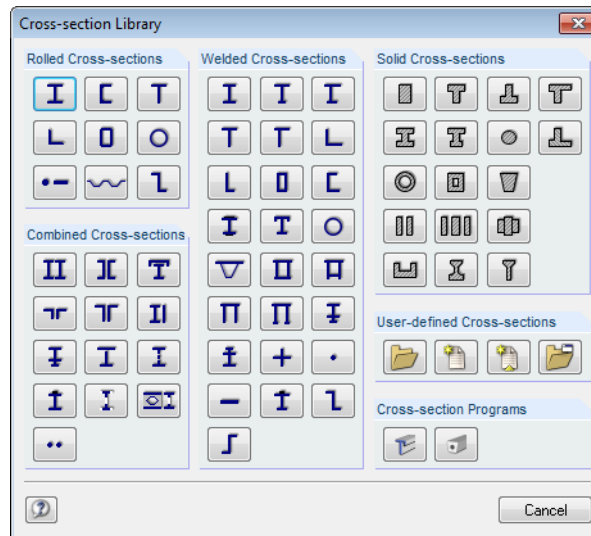 Cross-section Library
Rolled Cross-sections
Welded Cross-sections
Solid Cross-sections
Combined Cross-sections
User-defined Cross-sections
Cross-section Programs
Cancel